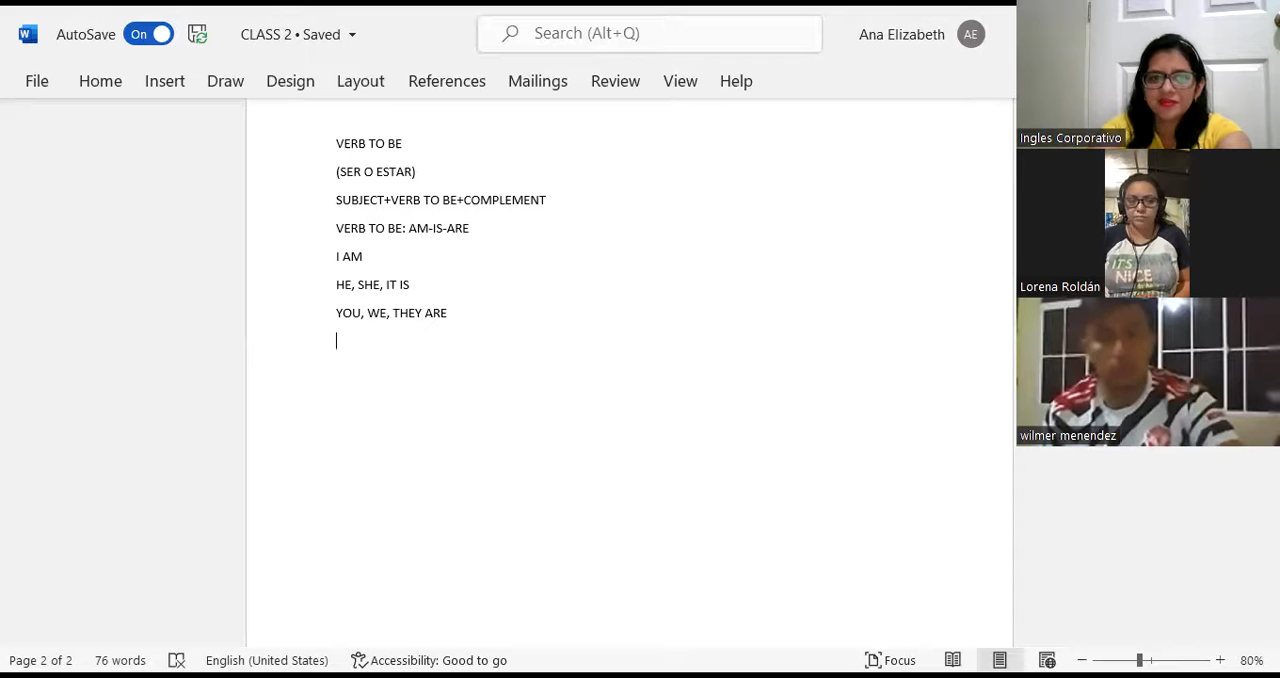 AutoSave On CLASS 2 • Saved Search (Alt+Q) Ana Elizabeth AE
File Home Insert Draw Design Layout References Mailings Review View Help
VERB TO BE
(SER O ESTAR)
SUBJECT+VERB TO BE+COMPLEMENT
VERB TO BE: AM-IS-ARE
I AM
HE, SHE, IT IS
YOU, WE, THEY ARE
Ingles Corporativo
IT'S
NICE
Lorena Roldán
wilmer menendez
Page 2 of 2 76 words English (United States) Accessibility: Good to go Focus 80%